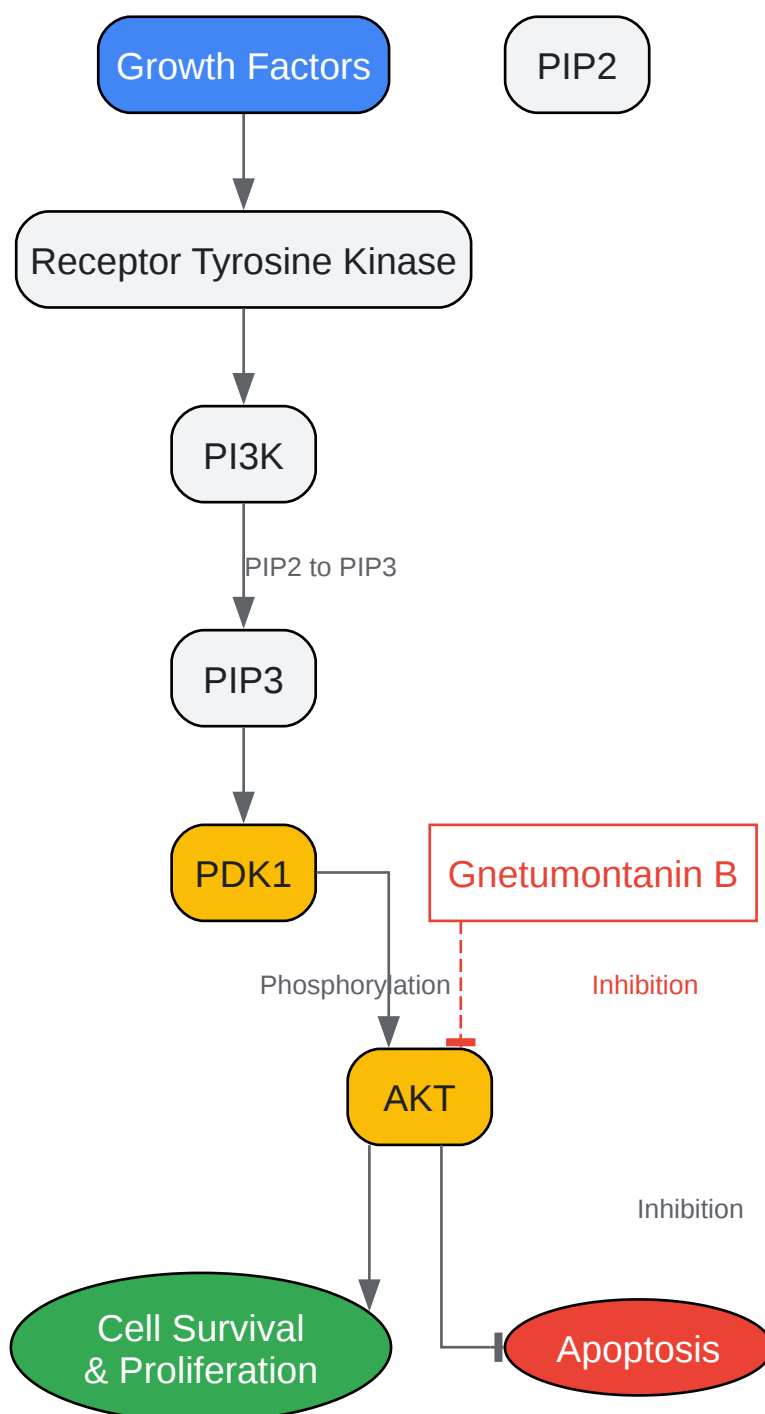 Growth Factors
PIP2
Receptor Tyrosine Kinase
PI3K
PIP2 to PIP3
PIP3
PDK1
Gnetumontanin B
Phosphorylation
Inhibition
AKT
Inhibition
Cell Survival
& Proliferation
Apoptosis